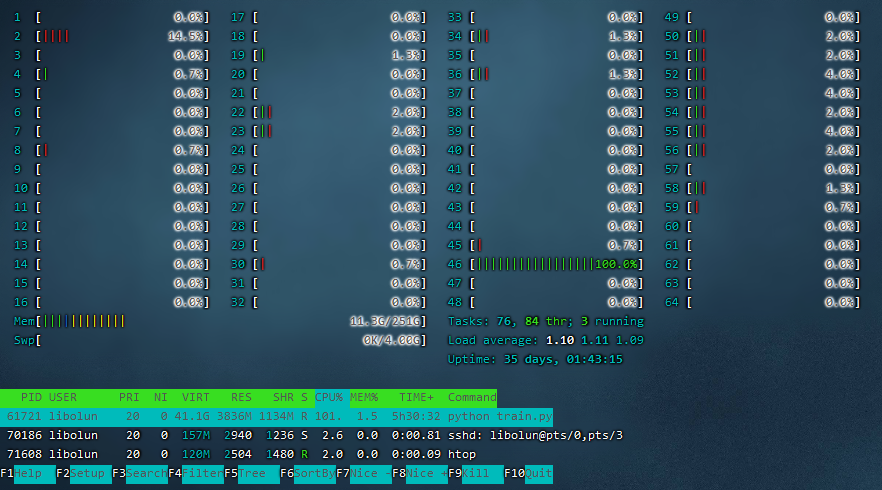 1 [ 0.0%] 17 [ 0.0%] 33 [ 0.0%] 49 [ 0.0%]
2 [|||| 14.5%] 18 [ 0.0%] 34 [|| 1.3%] 50 [|| 2.0%]
3 [ 0.0%] 19 [| 1.3%] 35 [ 0.0%] 51 [|| 2.0%]
4 [| 0.7%] 20 [ 0.0%] 36 [|| 1.3%] 52 [|| 4.0%]
5 [ 0.0%] 21 [ 0.0%] 37 [ 0.0%] 53 [|| 4.0%]
6 [ 0.0%] 22 [|| 2.0%] 38 [ 0.0%] 54 [|| 2.0%]
7 [ 0.0%] 23 [|| 2.0%] 39 [ 0.0%] 55 [|| 4.0%]
8 [| 0.7%] 24 [ 0.0%] 40 [ 0.0%] 56 [|| 2.0%]
9 [ 0.0%] 25 [ 0.0%] 41 [ 0.0%] 57 [ 0.0%]
10 [ 0.0%] 26 [ 0.0%] 42 [ 0.0%] 58 [|| 1.3%]
11 [ 0.0%] 27 [ 0.0%] 43 [ 0.0%] 59 [| 0.7%]
12 [ 0.0%] 28 [ 0.0%] 44 [ 0.0%] 60 [ 0.0%]
13 [ 0.0%] 29 [ 0.0%] 45 [| 0.7%] 61 [ 0.0%]
14 [ 0.0%] 30 [| 0.7%] 46 [||||||||||||||||100.0%] 62 [ 0.0%]
15 [ 0.0%] 31 [ 0.0%] 47 [ 0.0%] 63 [ 0.0%]
16 [ 0.0%] 32 [ 0.0%] 48 [ 0.0%] 64 [ 0.0%]
Mem[|||||||||||| 11.3G/251G] Tasks: 76, 84 thr; 3 running
Swp[ 0K/4.00G] Load average: 1.10 1.11 1.09
Uptime: 35 days, 01:43:15
PID USER PRI NI VIRT RES SHR S CPU% MEM% TIME+ Command
61721 libolun 20 0 41.1G 3836M 1134M R 101. 1.5 5h30:32 python train.py
70186 libolun 20 0 157M 2940 1236 S 2.6 0.0 0:00.81 sshd: libolun@pts/0,pts/3
71608 libolun 20 0 120M 2504 1480 R 2.0 0.0 0:00.09 htop
F1Help F2Setup F3SearchF4FilterF5Tree F6SortByF7Nice -F8Nice +F9Kill F10Quit